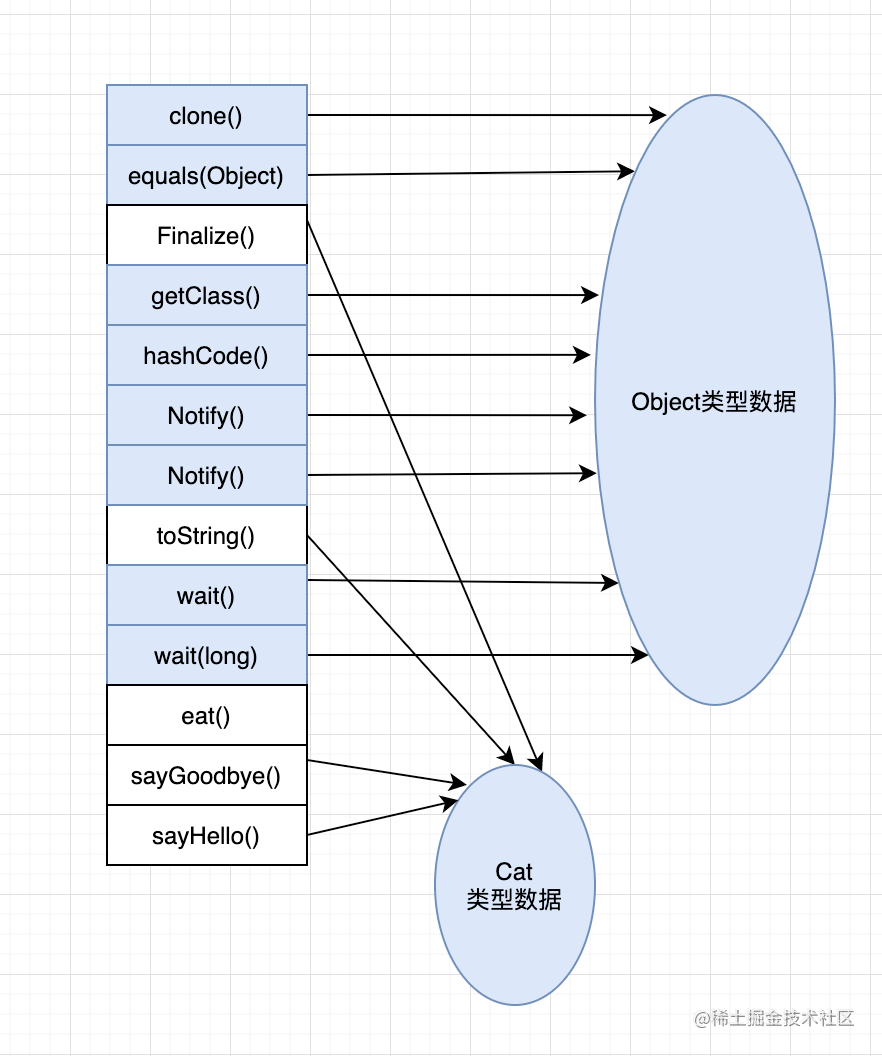 clone()
equals(Object)
Finalize()
getClass()
hashCode()
Notify()
Notify()
toString()
wait()
wait(long)
eat()
sayGoodbye()
sayHello()
Object类型数据
Cat
类型数据
@稀土掘金技术社区